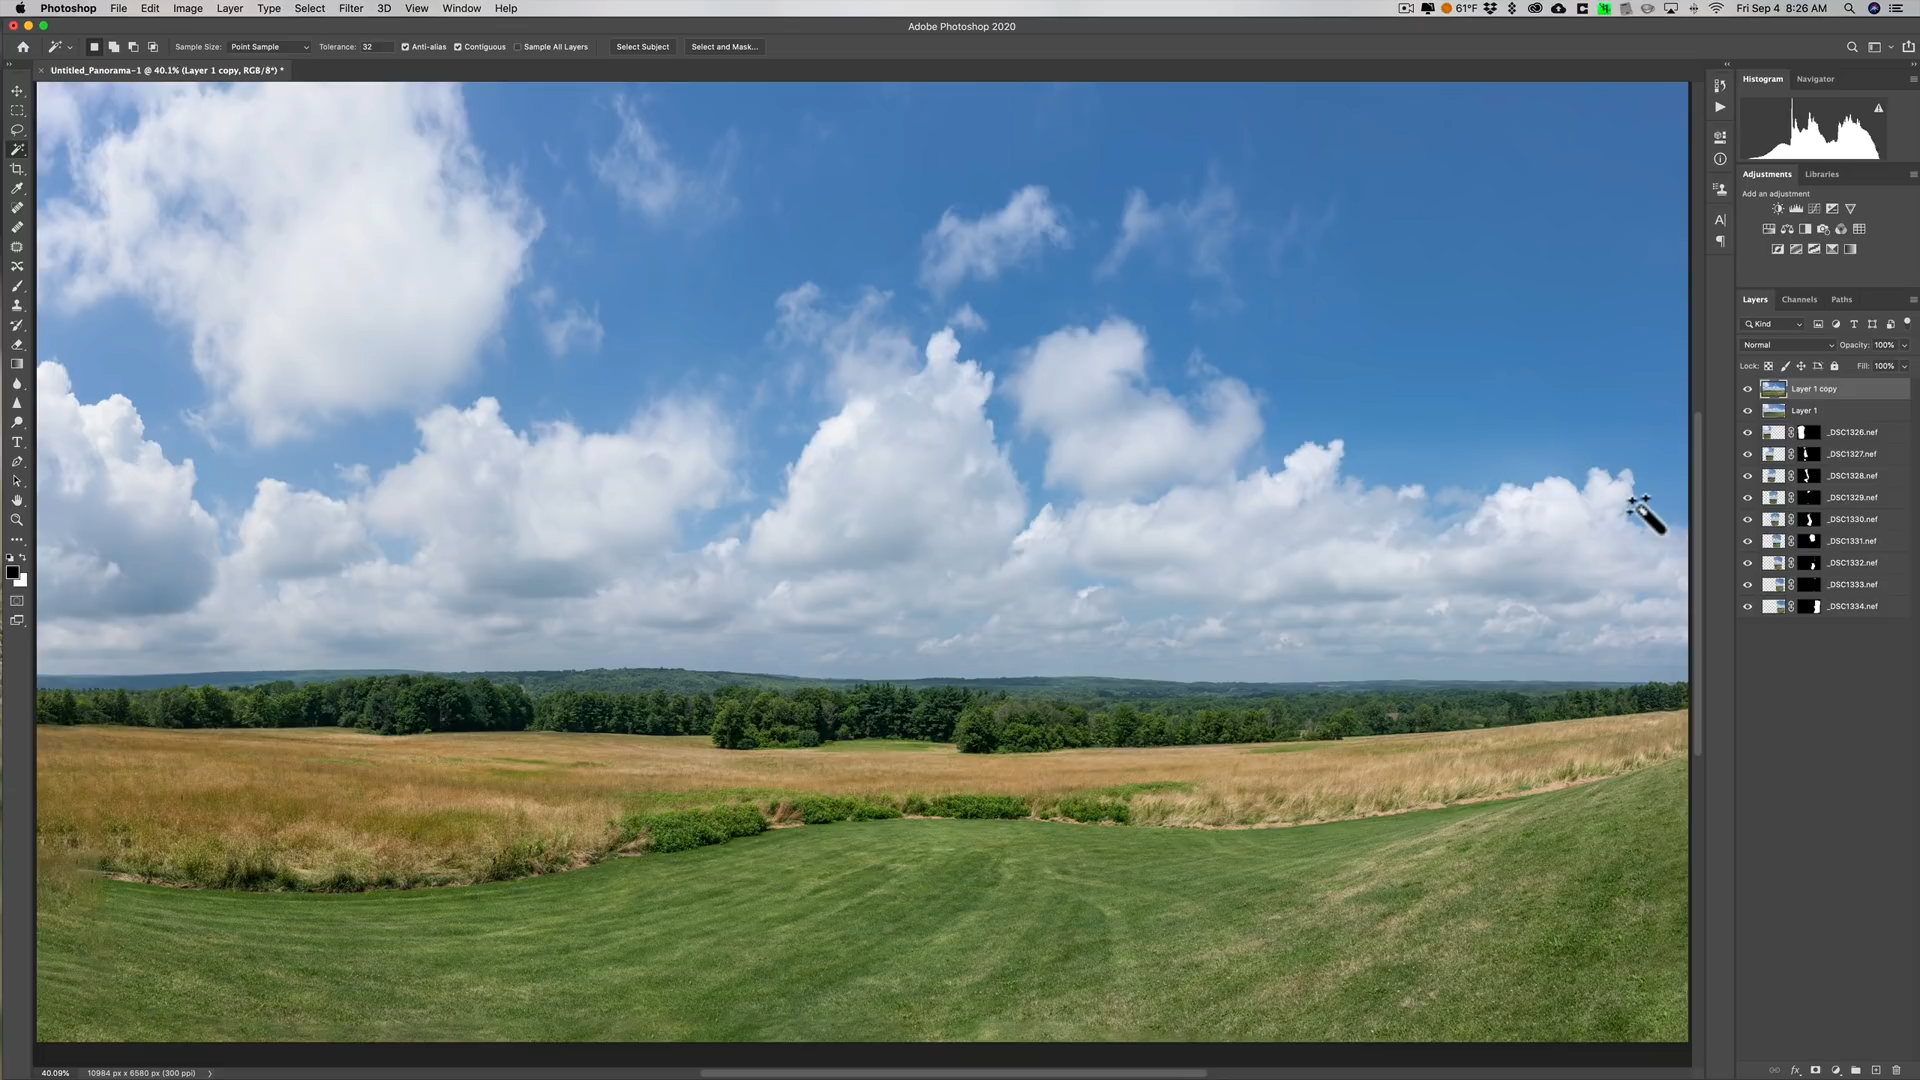 Photoshop File Edit Image Layer Type Select Filter 3D View Window Help 61°F Fri Sep 4 8:26 AM
Adobe Photoshop 2020
Sample Size: Point Sample Tolerance: 32 Anti-alias Contiguous Sample All Layers Select Subject Select and Mask...
Untitled_Panorama-1 @ 40.1% (Layer 1 copy, RGB/8*) *
Histogram Navigator
Adjustments Libraries
Add an adjustment
Layers Channels Paths
Kind
Normal Opacity: 100%
Lock: Fill: 100%
Layer 1 copy
Layer 1
_DSC1326.nef
_DSC1327.nef
_DSC1328.nef
_DSC1329.nef
_DSC1330.nef
_DSC1331.nef
_DSC1332.nef
_DSC1333.nef
_DSC1334.nef
40.09% 10984 px x 6580 px (300 ppi)